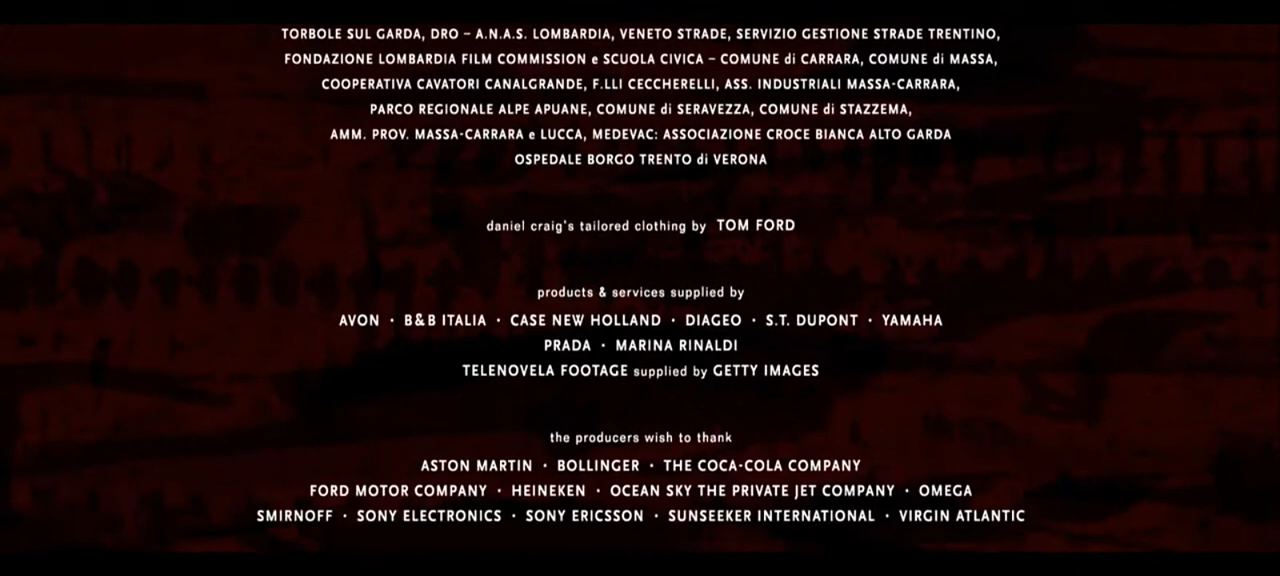 TORBOLE SUL GARDA, DRO – A.N.A.S. LOMBARDIA, VENETO STRADE, SERVIZIO GESTIONE STRADE TRENTINO,
FONDAZIONE LOMBARDIA FILM COMMISSION e SCUOLA CIVICA – COMUNE di CARRARA, COMUNE di MASSA,
COOPERATIVA CAVATORI CANALGRANDE, F.LLI CECCHERELLI, ASS. INDUSTRIALI MASSA-CARRARA,
PARCO REGIONALE ALPE APUANE, COMUNE di SERAVEZZA, COMUNE di STAZZEMA,
AMM. PROV. MASSA-CARRARA e LUCCA, MEDEVAC: ASSOCIAZIONE CROCE BIANCA ALTO GARDA
OSPEDALE BORGO TRENTO di VERONA
daniel craig's tailored clothing by TOM FORD
products & services supplied by
AVON · B&B ITALIA · CASE NEW HOLLAND · DIAGEO · S.T. DUPONT · YAMAHA
PRADA · MARINA RINALDI
TELENOVELA FOOTAGE supplied by GETTY IMAGES
the producers wish to thank
ASTON MARTIN · BOLLINGER · THE COCA-COLA COMPANY
FORD MOTOR COMPANY · HEINEKEN · OCEAN SKY THE PRIVATE JET COMPANY · OMEGA
SMIRNOFF · SONY ELECTRONICS · SONY ERICSSON · SUNSEEKER INTERNATIONAL · VIRGIN ATLANTIC